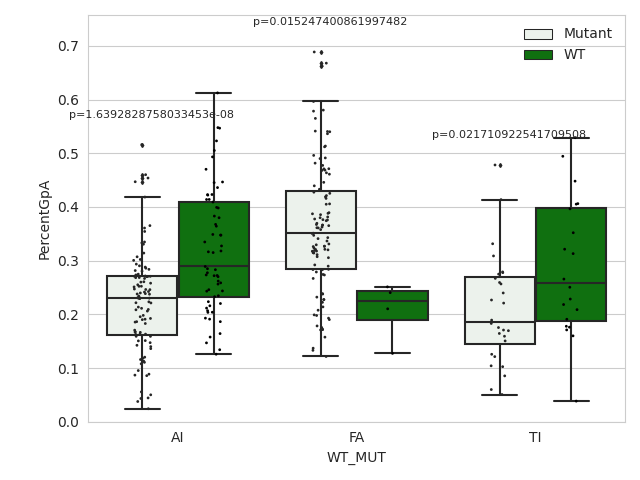 p=0.015247400861997482
Mutant
WT
p=1.6392828758033453e-08
p=0.021710922541709508
0.7
0.6
0.5
0.4
0.3
0.2
0.1
0.0
PercentGpA
AI
FA
TI
WT_MUT